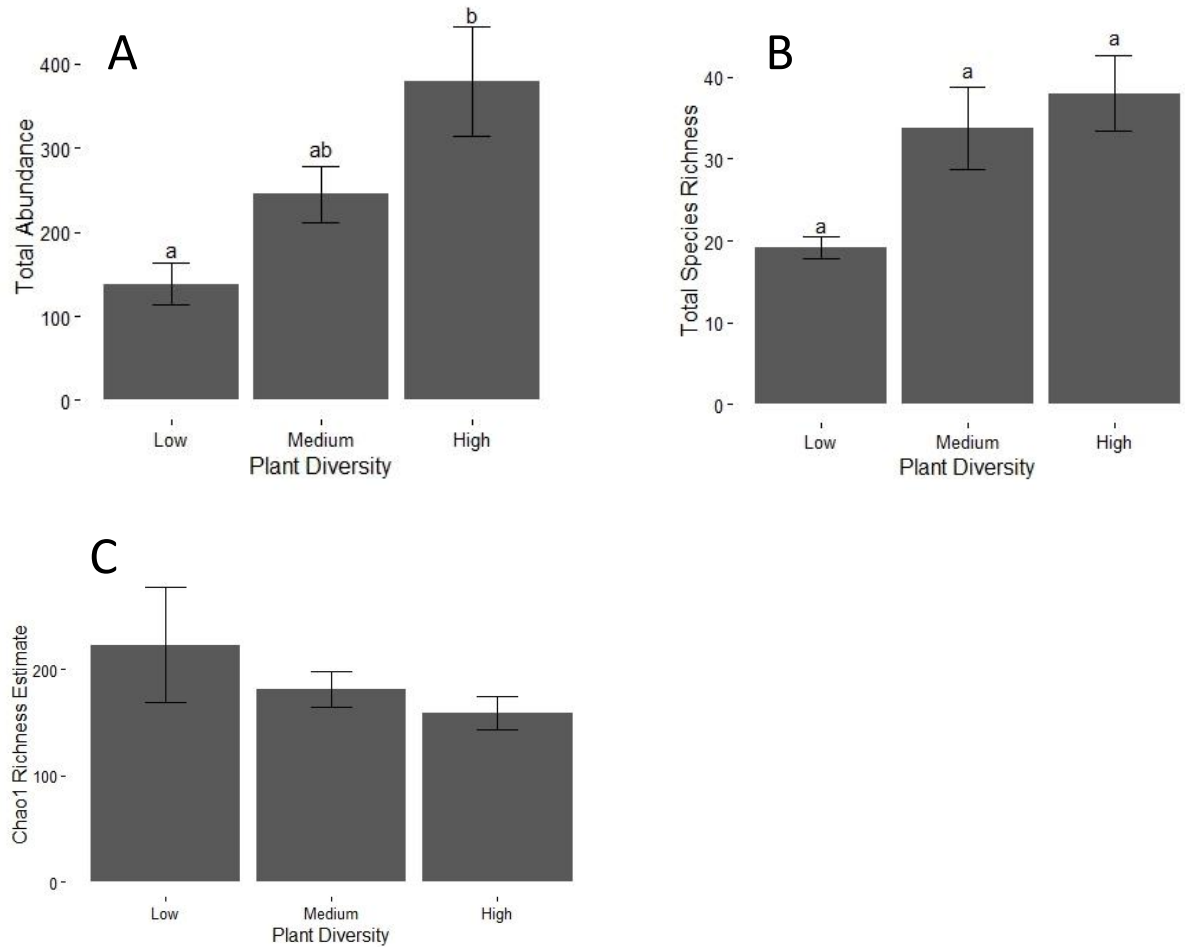 A
Total Abundance
400
300
200
100
0
a
ab
b
Low Medium High
Plant Diversity
B
Total Species Richness
40
30
20
10
0
a
a
a
Low Medium High
Plant Diversity
C
Chao1 Richness Estimate
200
100
0
Low Medium High
Plant Diversity